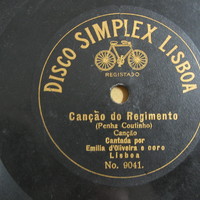 DISCO SIMPLEX LISBOA
REGISTADO
Canção do Regimento
(Penha Coutinho)
Canção
Cantada por
Emilia d'Oliveira e coro
Lisboa
No. 9041.